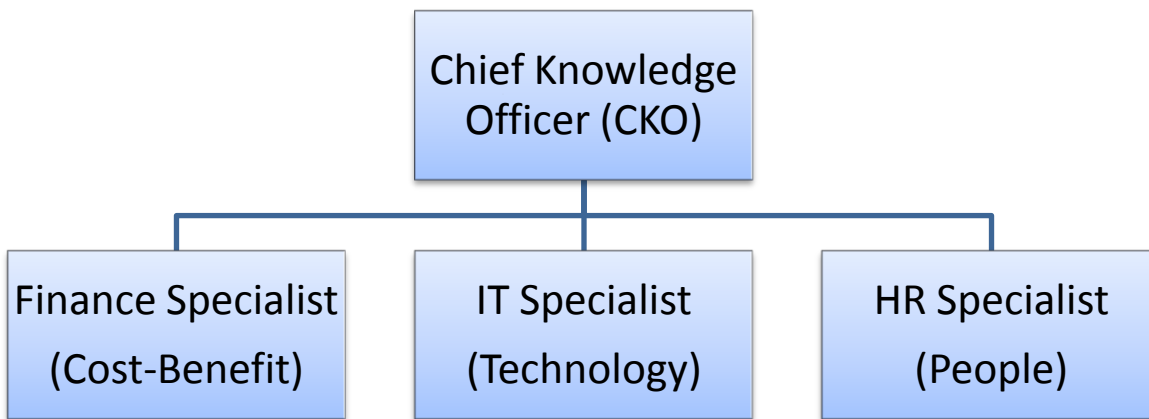 Chief Knowledge
Officer (CKO)
Finance Specialist
(Cost-Benefit)
IT Specialist
(Technology)
HR Specialist
(People)